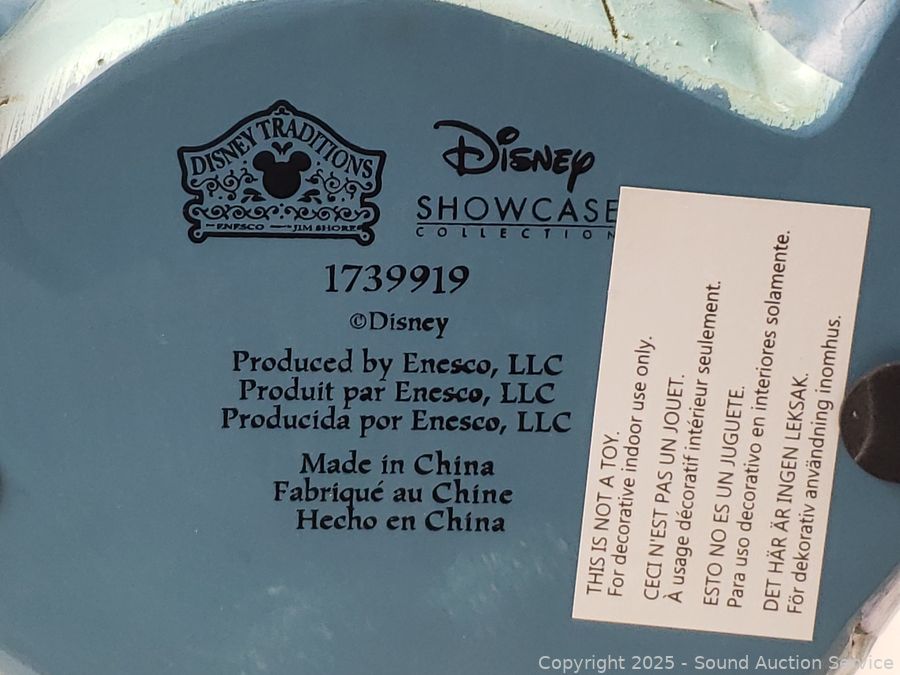 DISNEY TRADITIONS
ENESCO JIM SHORE
Disney
SHOWCASE
COLLECTION
1739919
©Disney
Produced by Enesco, LLC
Produit par Enesco, LLC
Producida por Enesco, LLC
Made in China
Fabriqué au Chine
Hecho en China
THIS IS NOT A TOY.
For decorative indoor use only.
CECI N'EST PAS UN JOUET.
À usage décoratif intérieur seulement.
ESTO NO ES UN JUGUETE.
Para uso decorativo en interiores solamente.
DET HÄR ÄR INGEN LEKSAK.
För dekorativ användning inomhus.
Copyright 2025 - Sound Auction Service